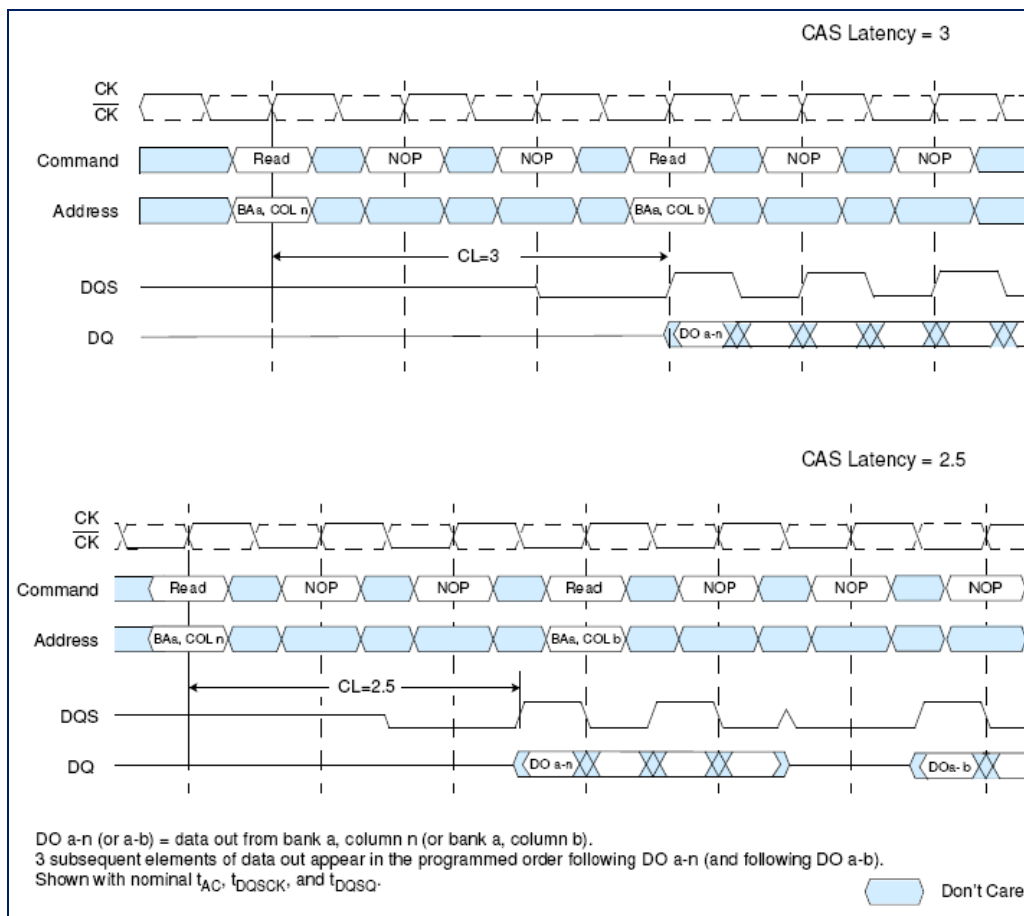 CAS Latency = 3
CK
CK
Command Read NOP NOP Read NOP NOP
Address BAa, COL n BAa, COL b
CL=3
DQS
DQ DO a-n
CAS Latency = 2.5
CK
CK
Command Read NOP NOP Read NOP NOP NOP
Address BAa, COL n BAa, COL b
CL=2.5
DQS
DQ DO a-n DOa- b
DO a-n (or a-b) = data out from bank a, column n (or bank a, column b).
3 subsequent elements of data out appear in the programmed order following DO a-n (and following DO a-b).
Shown with nominal tAC, tDQSCK, and tDQSQ.
Don't Care